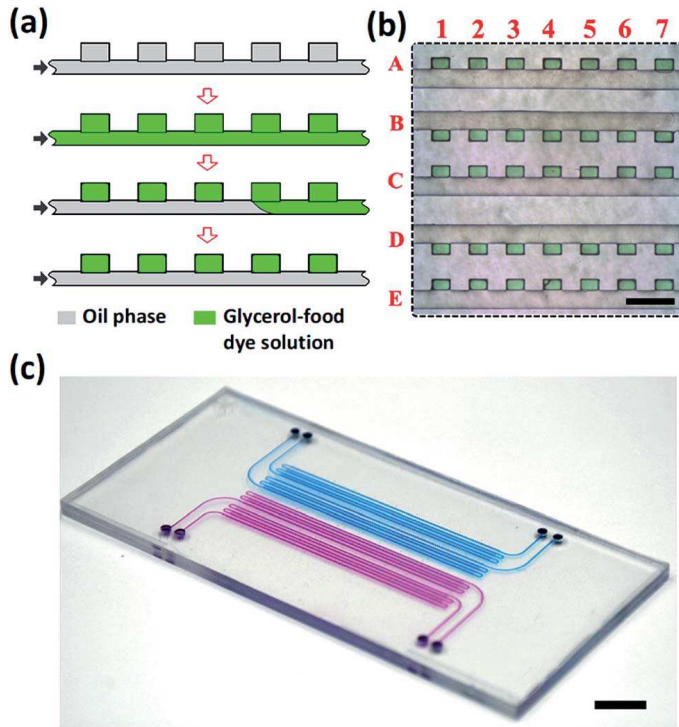 (a)
(b)
1 2 3 4 5 6 7
A
B
C
D
E
Oil phase
Glycerol-food
dye solution
(c)